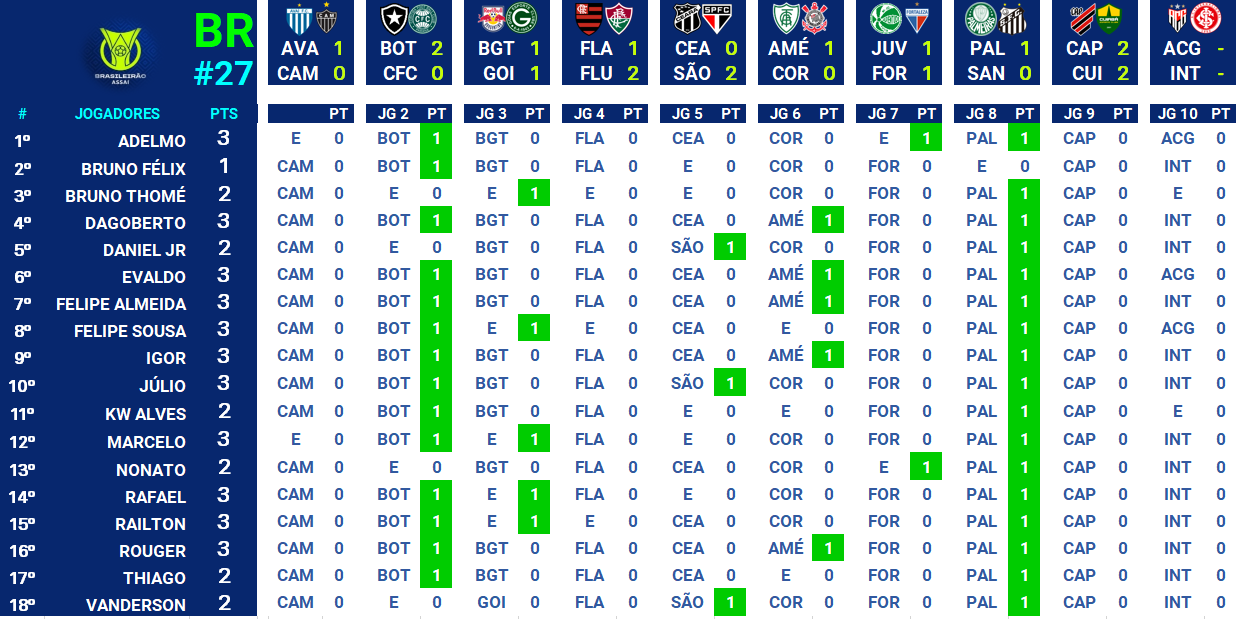 BR
#27
BRASILEIRÃO
ASSAÍ
AVA 1 BOT 2 BGT 1 FLA 1 CEA 0 AMÉ 1 JUV 1 PAL 1 CAP 2 ACG -
CAM 0 CFC 0 GOI 1 FLU 2 SÃO 2 COR 0 FOR 1 SAN 0 CUI 2 INT -
# JOGADORES PTS PT JG 2 PT JG 3 PT JG 4 PT JG 5 PT JG 6 PT JG 7 PT JG 8 PT JG 9 PT JG 10 PT
1º ADELMO 3 E 0 BOT 1 BGT 0 FLA 0 CEA 0 COR 0 E 1 PAL 1 CAP 0 ACG 0
2º BRUNO FÉLIX 1 CAM 0 BOT 1 BGT 0 FLA 0 E 0 COR 0 FOR 0 E 0 CAP 0 INT 0
3º BRUNO THOMÉ 2 CAM 0 E 0 E 1 E 0 E 0 COR 0 FOR 0 PAL 1 CAP 0 E 0
4º DAGOBERTO 3 CAM 0 BOT 1 BGT 0 FLA 0 CEA 0 AMÉ 1 FOR 0 PAL 1 CAP 0 INT 0
5º DANIEL JR 2 CAM 0 E 0 BGT 0 FLA 0 SÃO 1 COR 0 FOR 0 PAL 1 CAP 0 INT 0
6º EVALDO 3 CAM 0 BOT 1 BGT 0 FLA 0 CEA 0 AMÉ 1 FOR 0 PAL 1 CAP 0 ACG 0
7º FELIPE ALMEIDA 3 CAM 0 BOT 1 BGT 0 FLA 0 CEA 0 AMÉ 1 FOR 0 PAL 1 CAP 0 INT 0
8º FELIPE SOUSA 3 CAM 0 BOT 1 E 1 E 0 CEA 0 E 0 FOR 0 PAL 1 CAP 0 ACG 0
9º IGOR 3 CAM 0 BOT 1 BGT 0 FLA 0 CEA 0 AMÉ 1 FOR 0 PAL 1 CAP 0 INT 0
10º JÚLIO 3 CAM 0 BOT 1 BGT 0 FLA 0 SÃO 1 COR 0 FOR 0 PAL 1 CAP 0 INT 0
11º KW ALVES 2 CAM 0 BOT 1 BGT 0 FLA 0 E 0 E 0 FOR 0 PAL 1 CAP 0 E 0
12º MARCELO 3 E 0 BOT 1 E 1 FLA 0 E 0 COR 0 FOR 0 PAL 1 CAP 0 INT 0
13º NONATO 2 CAM 0 E 0 BGT 0 FLA 0 CEA 0 COR 0 E 1 PAL 1 CAP 0 INT 0
14º RAFAEL 3 CAM 0 BOT 1 E 1 FLA 0 E 0 COR 0 FOR 0 PAL 1 CAP 0 INT 0
15º RAILTON 3 CAM 0 BOT 1 E 1 E 0 CEA 0 COR 0 FOR 0 PAL 1 CAP 0 INT 0
16º ROUGER 3 CAM 0 BOT 1 BGT 0 FLA 0 CEA 0 AMÉ 1 FOR 0 PAL 1 CAP 0 INT 0
17º THIAGO 2 CAM 0 BOT 1 BGT 0 FLA 0 CEA 0 E 0 FOR 0 PAL 1 CAP 0 INT 0
18º VANDERSON 2 CAM 0 E 0 GOI 0 FLA 0 SÃO 1 COR 0 FOR 0 PAL 1 CAP 0 INT 0